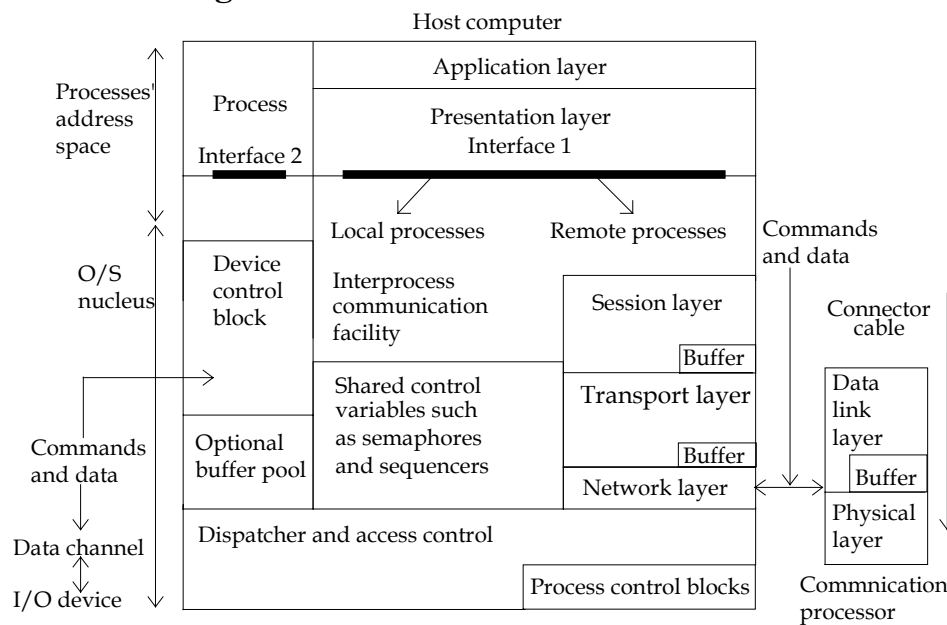 Host computer
Application layer
Processes'
address
space
Process
Presentation layer
Interface 1
Interface 2
Local processes
Remote processes
Commands
and data
O/S
nucleus
Device
control
block
Interprocess
communication
facility
Session layer
Buffer
Connector
cable
Shared control
variables such
as semaphores
and sequencers
Transport layer
Buffer
Data
link
layer
Buffer
Commands
and data
Optional
buffer pool
Network layer
Physical
layer
Dispatcher and access control
Data channel
I/O device
Process control blocks
Commnication
processor